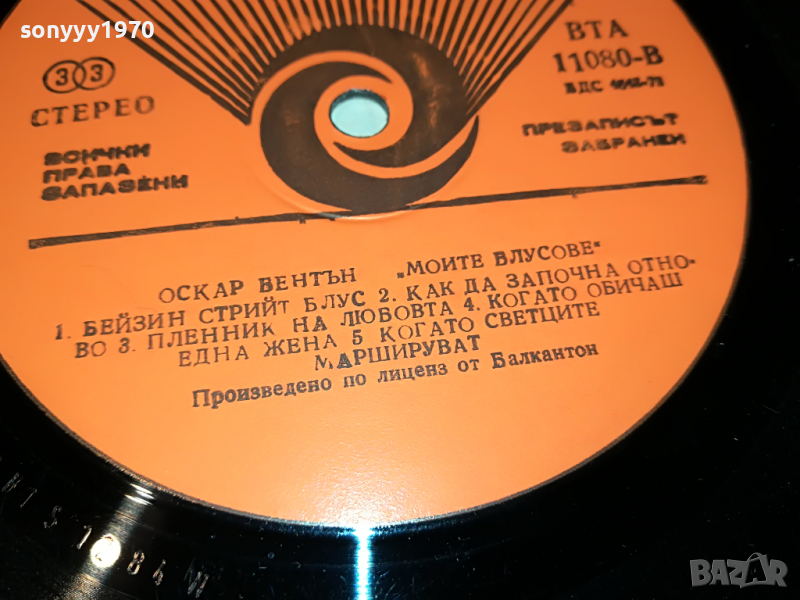 sonyyy1970
33
СТЕРЕО
ВСИЧКИ
ПРАВА
ЗАПАЗЕНИ
ВТА
11080-В
БДС
ПРЕЗАПИСЪТ
ЗАБРАНЕН
ОСКАР БЕНТЪН „МОИТЕ БЛУСОВЕ"
1. БЕЙЗИН СТРИЙТ БЛУС 2. КАК ДА ЗАПОЧНА ОТНО-
ВО 3. ПЛЕННИК НА ЛЮБОВТА 4. КОГАТО ОБИЧАШ
ЕДНА ЖЕНА 5 КОГАТО СВЕТЦИТЕ
МАРШИРУВАТ
Произведено по лиценз от Балкантон
BAZAR